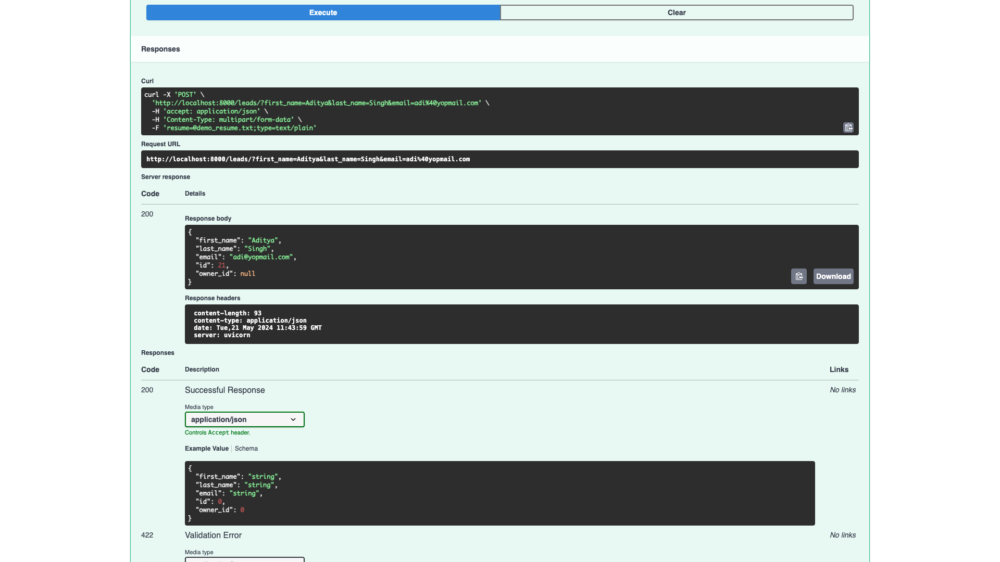 Execute
Clear
Responses
Curl
curl -X 'POST' \
  'http://localhost:8000/leads/?first_name=Aditya&last_name=Singh&email=adi%40yopmail.com' \
  -H 'accept: application/json' \
  -H 'Content-Type: multipart/form-data' \
  -F 'resume=@demo_resume.txt;type=text/plain'
Request URL
http://localhost:8000/leads/?first_name=Aditya&last_name=Singh&email=adi%40yopmail.com
Server response
Code Details
200
Response body
{
  "first_name": "Aditya",
  "last_name": "Singh",
  "email": "adi@yopmail.com",
  "id": 21,
  "owner_id": null
}
Download
Response headers
content-length: 93
content-type: application/json
date: Tue,21 May 2024 11:43:59 GMT
server: uvicorn
Responses
Code Description Links
200 Successful Response No links
Media type
application/json
Controls Accept header.
Example Value Schema
{
  "first_name": "string",
  "last_name": "string",
  "email": "string",
  "id": 0,
  "owner_id": 0
}
422 Validation Error No links
Media type